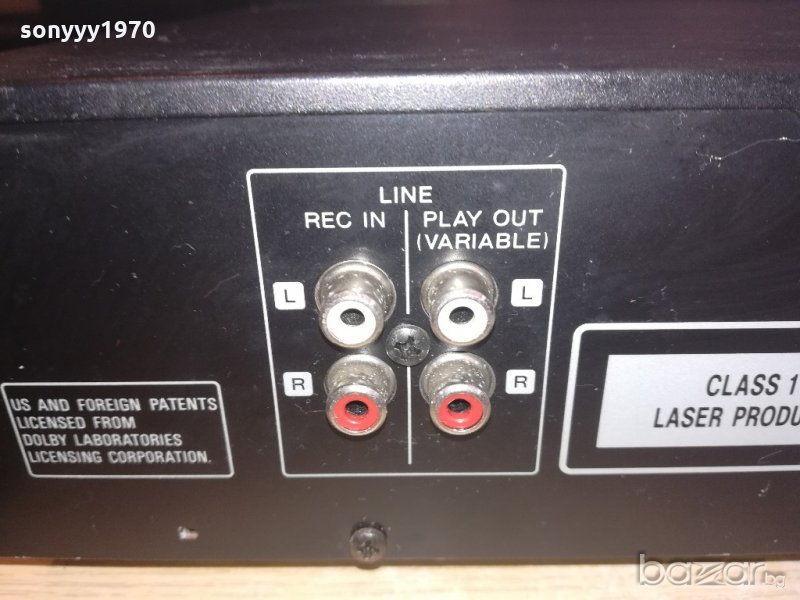 sonyyy1970
LINE
REC IN PLAY OUT
(VARIABLE)
L L
R R
US AND FOREIGN PATENTS
LICENSED FROM
DOLBY LABORATORIES
LICENSING CORPORATION.
CLASS 1
LASER PRODU
bazar.bg